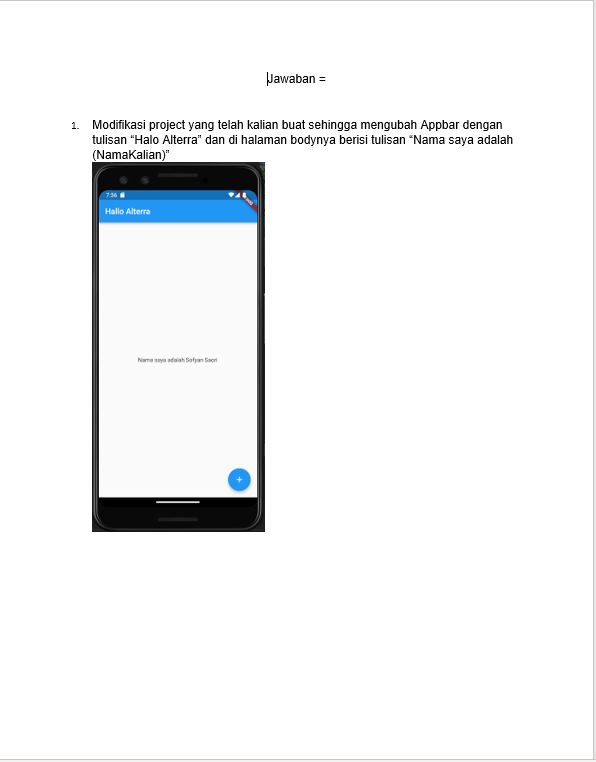 Jawaban =
1. Modifikasi project yang telah kalian buat sehingga mengubah Appbar dengan
tulisan “Halo Alterra” dan di halaman bodynya berisi tulisan “Nama saya adalah
(NamaKalian)”
7:36
Hallo Alterra
Nama saya adalah Sofyan Saori
+